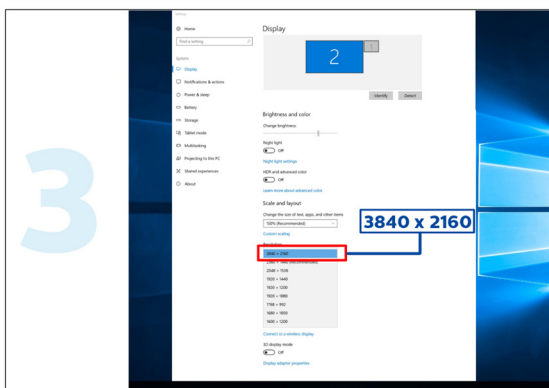 3
Settings
Home
Find a setting
System
Display
Notifications & actions
Power & sleep
Battery
Storage
Tablet mode
Multitasking
Projecting to this PC
Shared experiences
About
Display
2
1
Identify
Detect
Brightness and color
Change brightness
Night light
Off
Night light settings
HDR and advanced color
Off
Learn more about advanced color
Scale and layout
Change the size of text, apps, and other items
100% (Recommended)
Custom scaling
Resolution
3840 × 2160
2560 × 1440 (Recommended)
2048 × 1536
1920 × 1440
1920 × 1200
1920 × 1080
1768 × 992
1680 × 1050
1600 × 1200
Connect to a wireless display
3D display mode
Off
Display adapter properties
3840 x 2160